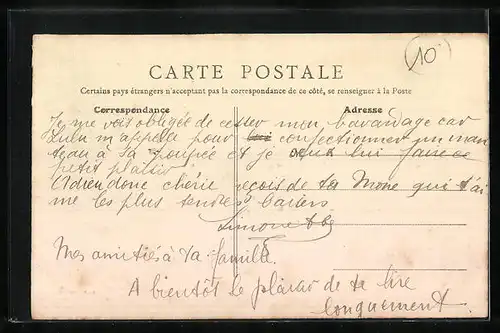 10
CARTE POSTALE
Certains pays étrangers n'acceptant pas la correspondance de ce côté, se renseigner à la Poste
Correspondance
Adresse
Je me vois obligée de cesser mon bavardage car
Lulu m'appelle pour lui confectionner un man
teau à sa poupée et je veux lui faire ce
petit plaisir
Adieu donc chérie reçois de ta Mone qui t'ai
me les plus tendres baisers
Simone
Mes amitiés à ta famille.
A bientôt le plaisir de te lire
longuement.